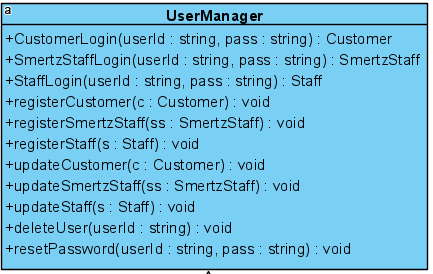 a
UserManager
+CustomerLogin(userId : string, pass : string) : Customer
+SmertzStaffLogin(userId : string, pass : string) : SmertzStaff
+StaffLogin(userId : string, pass : string) : Staff
+registerCustomer(c : Customer) : void
+registerSmertzStaff(ss : SmertzStaff) : void
+registerStaff(s : Staff) : void
+updateCustomer(c : Customer) : void
+updateSmertzStaff(ss : SmertzStaff) : void
+updateStaff(s : Staff) : void
+deleteUser(userId : string) : void
+resetPassword(userId : string, pass : string) : void